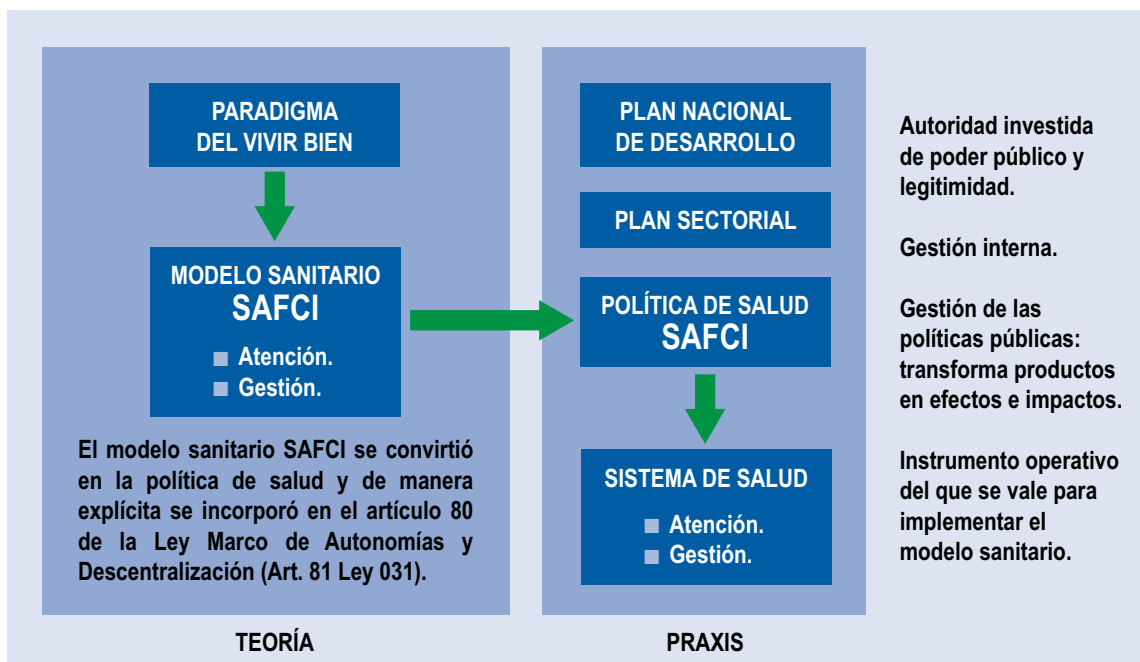 PARADIGMA
DEL VIVIR BIEN
MODELO SANITARIO
SAFCI
Atención.
Gestión.
El modelo sanitario SAFCI se convirtió
en la política de salud y de manera
explícita se incorporó en el artículo 80
de la Ley Marco de Autonomías y
Descentralización (Art. 81 Ley 031).
TEORÍA
PLAN NACIONAL
DE DESARROLLO
PLAN SECTORIAL
POLÍTICA DE SALUD
SAFCI
SISTEMA DE SALUD
Atención.
Gestión.
PRAXIS
Autoridad investida
de poder público y
legitimidad.
Gestión interna.
Gestión de las
políticas públicas:
transforma productos
en efectos e impactos.
Instrumento operativo
del que se vale para
implementar el
modelo sanitario.